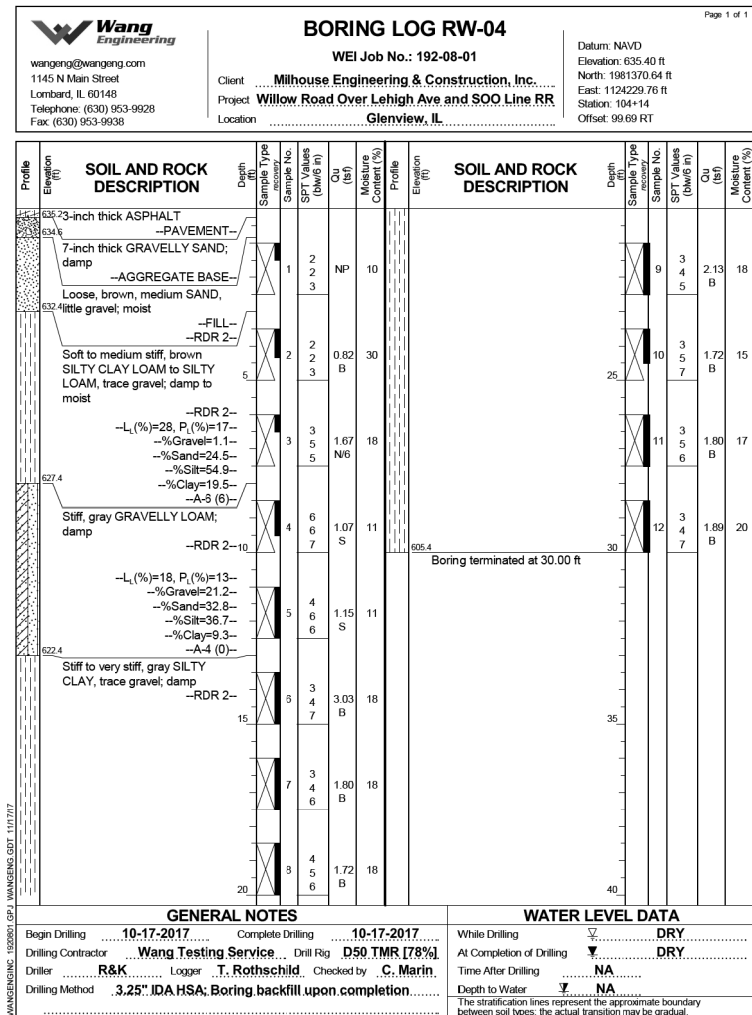 Page 1 of 1
Wang
Engineering
wangeng@wangeng.com
1145 N Main Street
Lombard, IL 60148
Telephone: (630) 953-9928
Fax: (630) 953-9938
BORING LOG RW-04
WEI Job No.: 192-08-01
Client Milhouse Engineering & Construction, Inc.
Project Willow Road Over Lehigh Ave and SOO Line RR
Location Glenview, IL
Datum: NAVD
Elevation: 635.40 ft
North: 1981370.64 ft
East: 1124229.76 ft
Station: 104+14
Offset: 99.69 RT
Profile
Elevation (ft)
SOIL AND ROCK DESCRIPTION
Depth (ft)
Sample Type recovery
Sample No.
SPT Values (blw/6 in)
Qu (tsf)
Moisture Content (%)
635.2 3-inch thick ASPHALT
--PAVEMENT--
634.6
7-inch thick GRAVELLY SAND;
damp
--AGGREGATE BASE--
1 2 2 3 NP 10
Loose, brown, medium SAND,
632.4 little gravel; moist
--FILL--
--RDR 2--
Soft to medium stiff, brown
SILTY CLAY LOAM to SILTY
LOAM, trace gravel; damp to
moist
2 2 2 3 0.82 B 30
5
--RDR 2--
--LL(%)=28, PL(%)=17--
--%Gravel=1.1--
--%Sand=24.5--
--%Silt=54.9--
--%Clay=19.5--
--A-6 (6)--
3 3 5 5 1.67 N/6 18
627.4
Stiff, gray GRAVELLY LOAM;
damp
--RDR 2--
4 6 6 7 1.07 S 11
10
--LL(%)=18, PL(%)=13--
--%Gravel=21.2--
--%Sand=32.8--
--%Silt=36.7--
--%Clay=9.3--
--A-4 (0)--
5 4 6 6 1.15 S 11
622.4
Stiff to very stiff, gray SILTY
CLAY, trace gravel; damp
--RDR 2--
6 3 4 7 3.03 B 18
15
7 3 4 6 1.80 B 18
8 4 5 6 1.72 B 18
20
Profile
Elevation (ft)
SOIL AND ROCK DESCRIPTION
Depth (ft)
Sample Type recovery
Sample No.
SPT Values (blw/6 in)
Qu (tsf)
Moisture Content (%)
9 3 4 5 2.13 B 18
10 3 5 7 1.72 B 15
25
11 3 5 6 1.80 B 17
12 3 4 7 1.89 B 20
605.4
30
Boring terminated at 30.00 ft
35
40
GENERAL NOTES
Begin Drilling 10-17-2017 Complete Drilling 10-17-2017
Drilling Contractor Wang Testing Service Drill Rig D50 TMR [78%]
Driller R&K Logger T. Rothschild Checked by C. Marin
Drilling Method 3.25" IDA HSA; Boring backfill upon completion
WATER LEVEL DATA
While Drilling DRY
At Completion of Drilling DRY
Time After Drilling NA
Depth to Water NA
The stratification lines represent the approximate boundary
between soil types; the actual transition may be gradual.
WANGENGINC 1920801.GPJ WANGENG.GDT 11/17/17